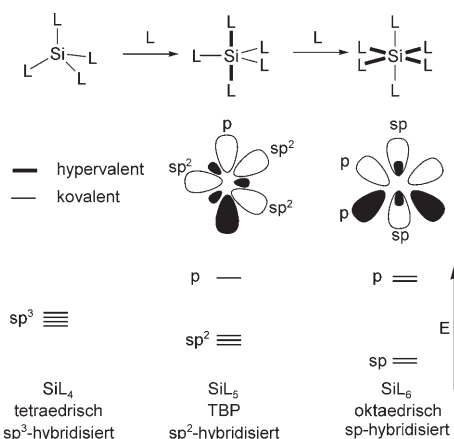 L L L
L L
Si L L Si L L Si L
L L L L L
L
L L
p sp
sp² sp² p p
hypervalent
kovalent
sp² p
sp
p p
sp³ E
sp² sp
SiL₄ SiL₅ SiL₆
tetraedrisch TBP oktaedrisch
sp³-hybridisiert sp²-hybridisiert sp-hybridisiert